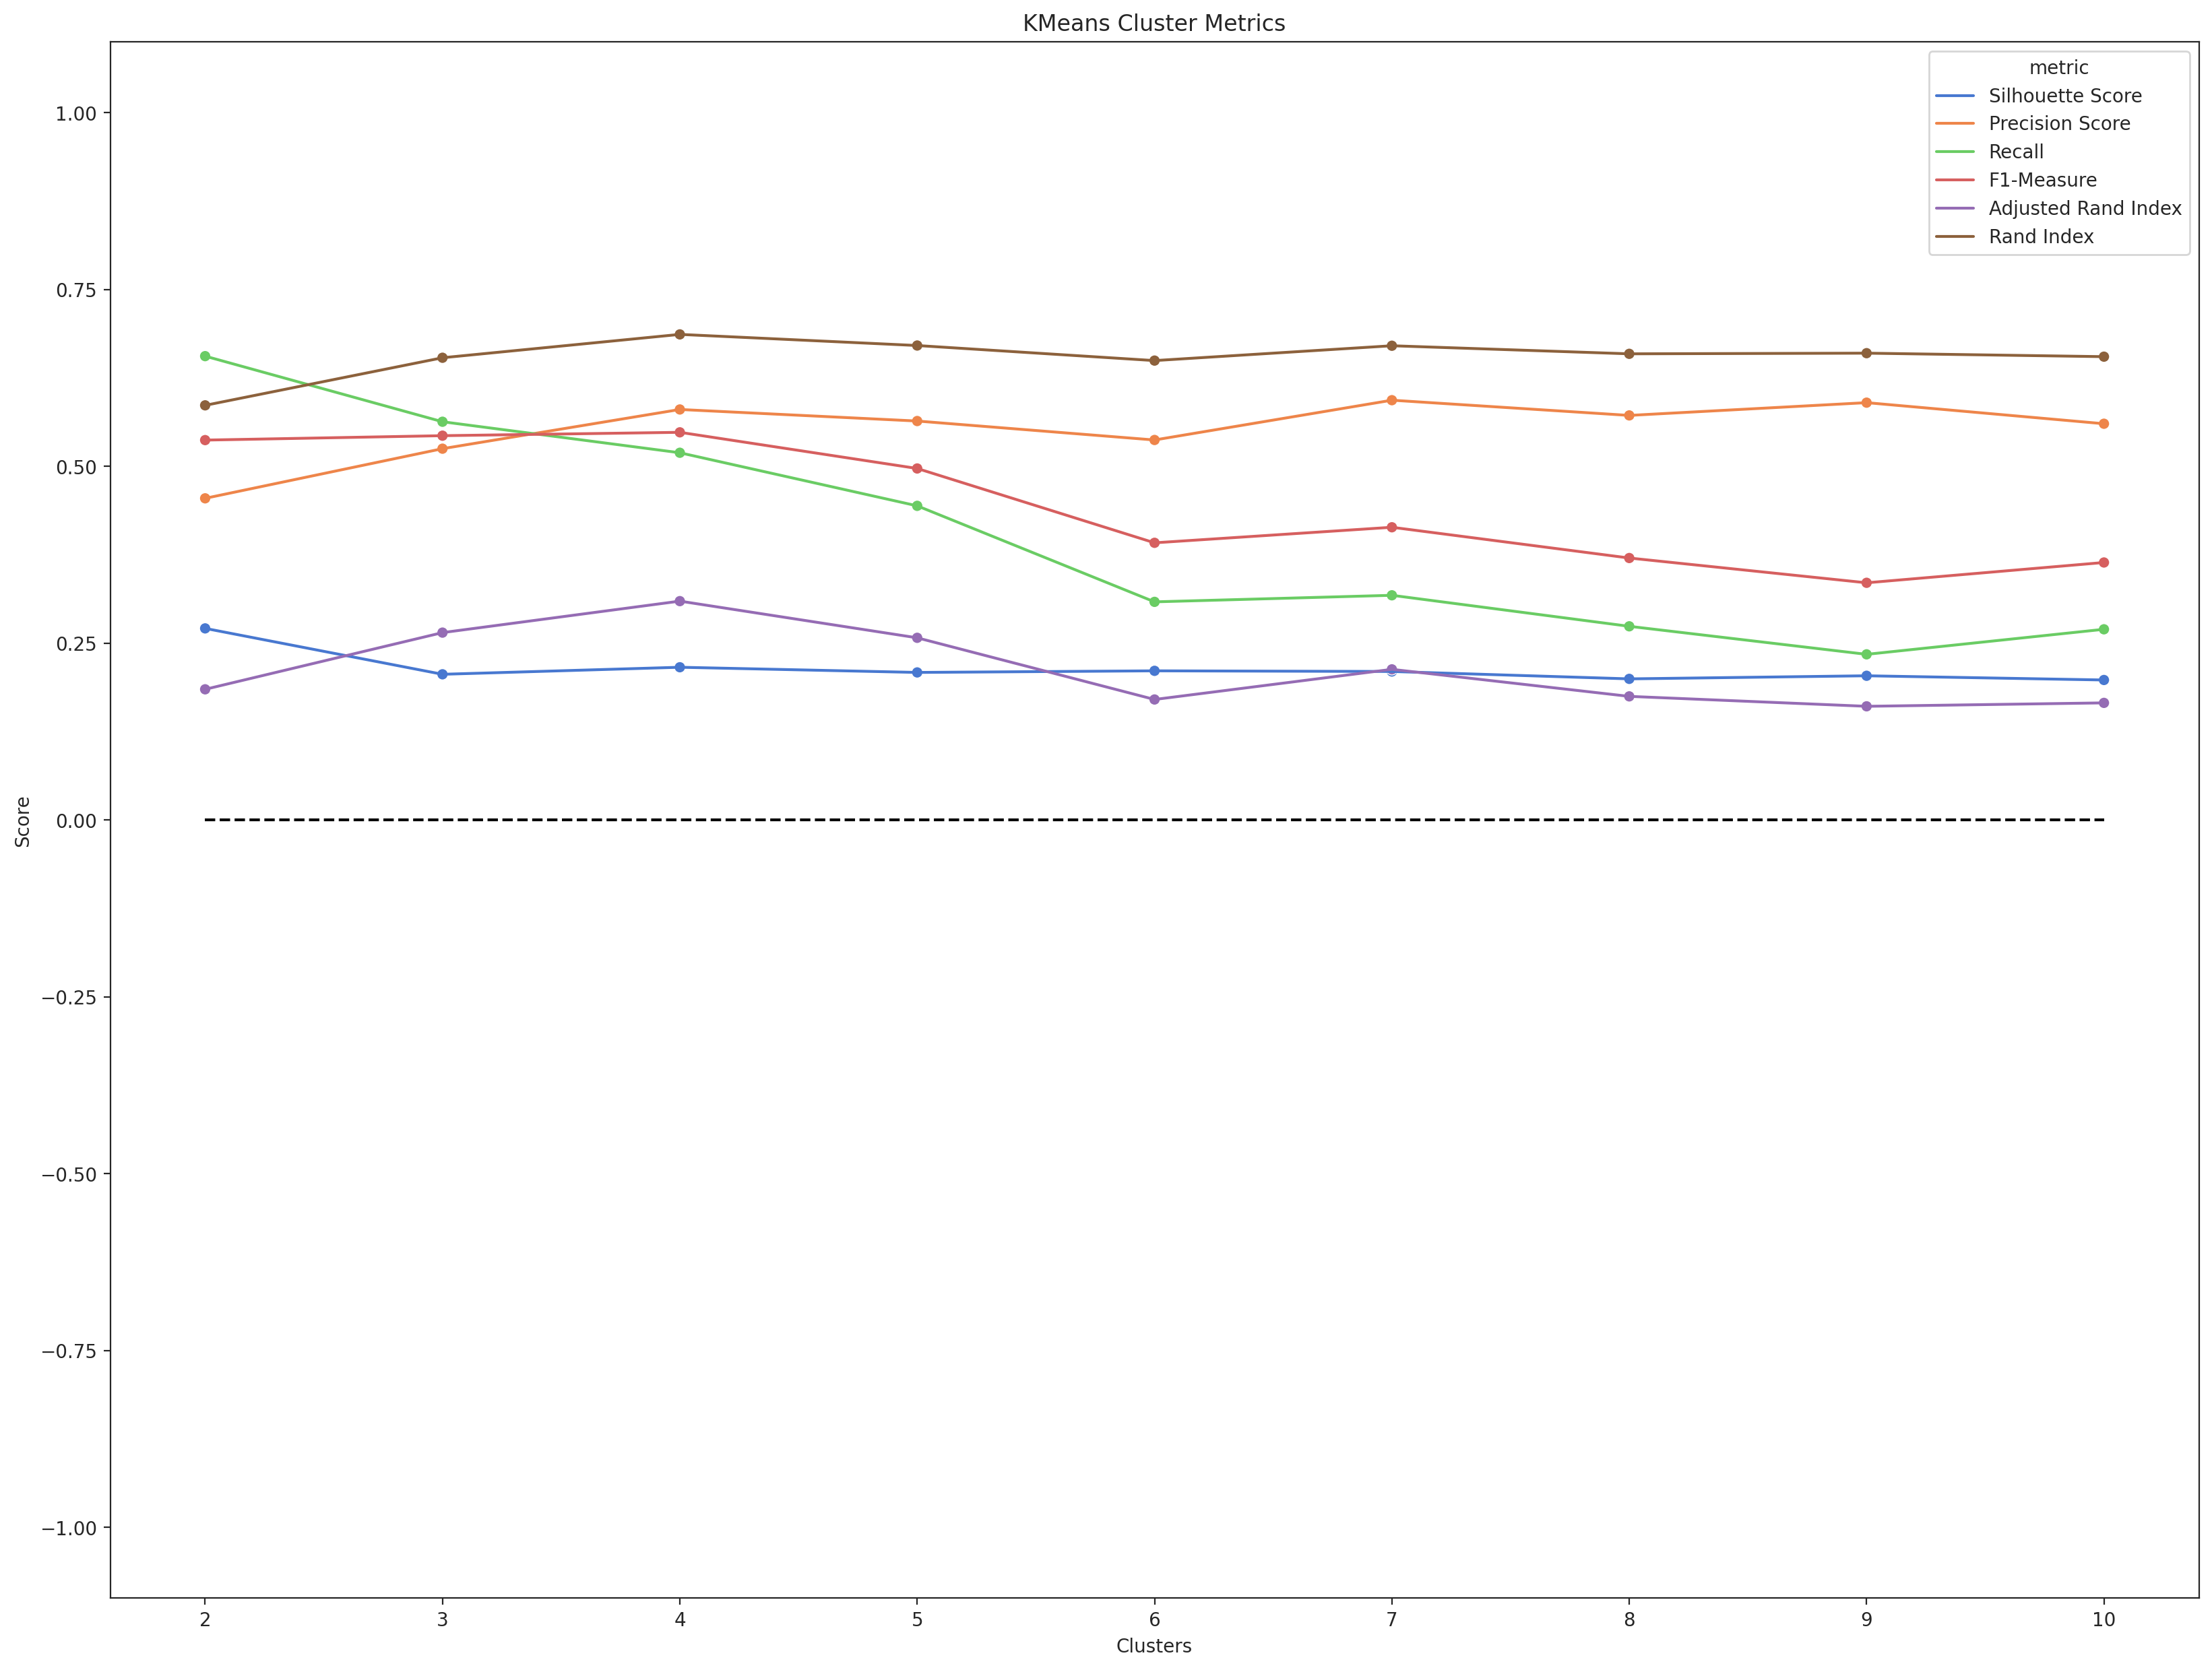 KMeans Cluster Metrics
metric
Silhouette Score
Precision Score
Recall
F1-Measure
Adjusted Rand Index
Rand Index
Score
1.00
0.75
0.50
0.25
0.00
−0.25
−0.50
−0.75
−1.00
2 3 4 5 6 7 8 9 10
Clusters